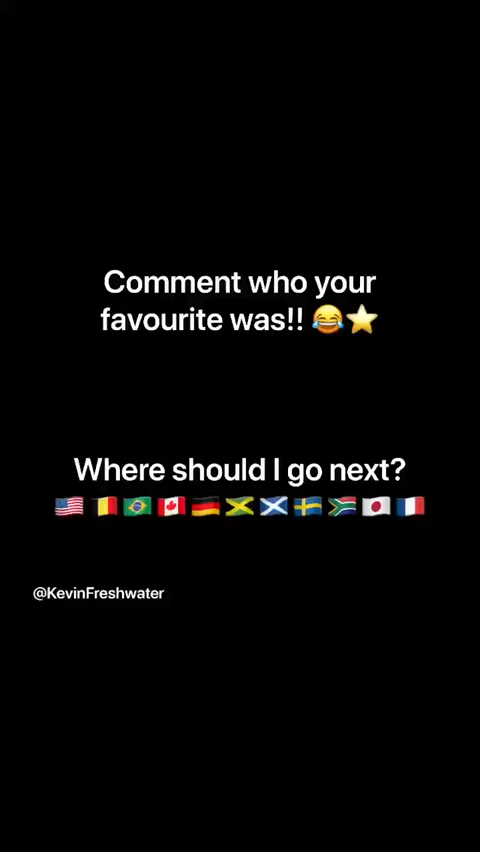 Comment who your
favourite was!! 😂⭐
Where should I go next?
🇺🇸🇧🇪🇧🇷🇨🇦🇩🇪🇯🇲🏴󠁧󠁢󠁳󠁣󠁴󠁿🇸🇪🇿🇦🇯🇵🇫🇷
@KevinFreshwater